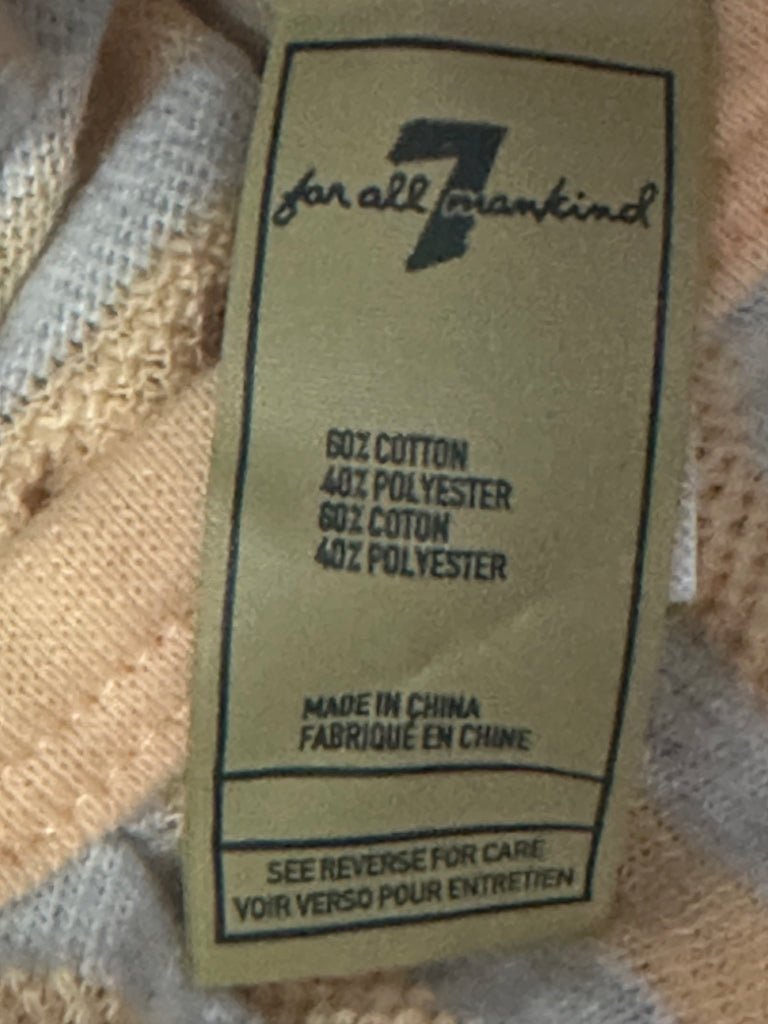 7
for all mankind
60% COTTON
40% POLYESTER
60% COTON
40% POLYESTER
MADE IN CHINA
FABRIQUÉ EN CHINE
SEE REVERSE FOR CARE
VOIR VERSO POUR ENTRETIEN